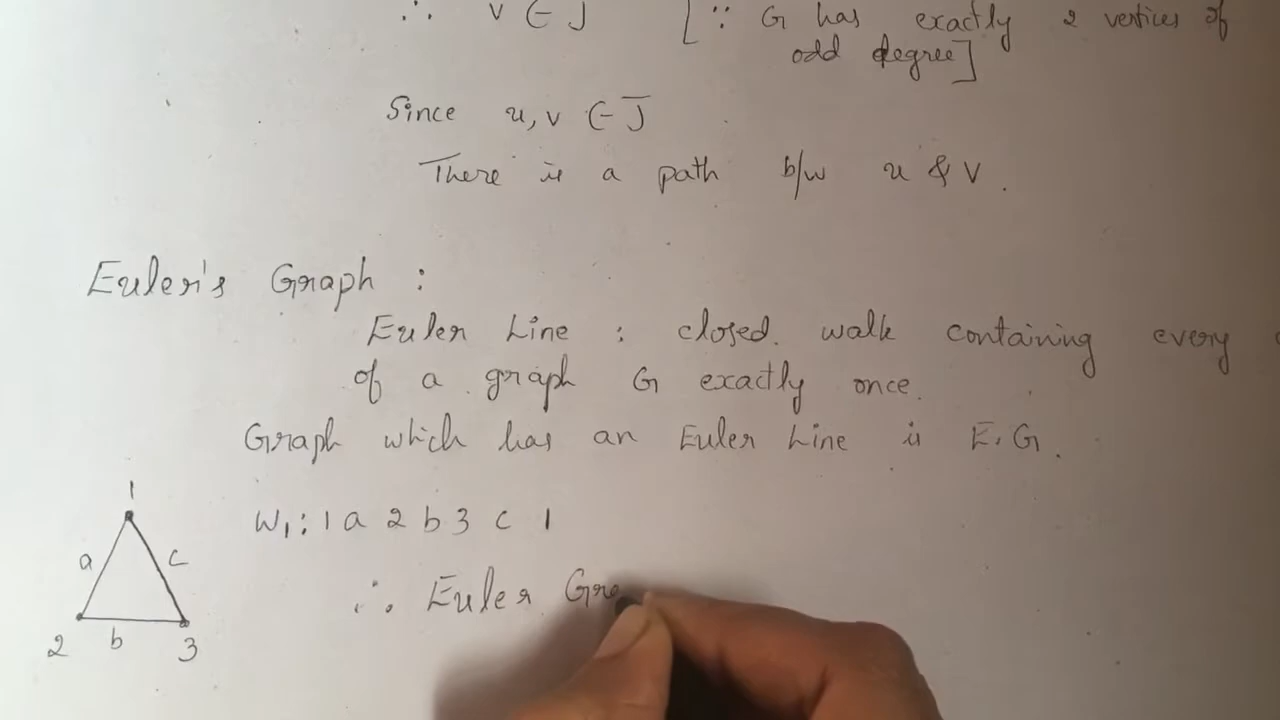 ∴ v ∈ J [∵ G has exactly 2 vertices of
odd degree]
Since u, v ∈ J
There is a path b/w u & v.
Euler's Graph :
Euler Line : closed walk containing every
of a graph G exactly once.
Graph which has an Euler Line is E.G.
1
W₁ : 1 a 2 b 3 c 1
a c
∴ Euler Gra
2 b 3